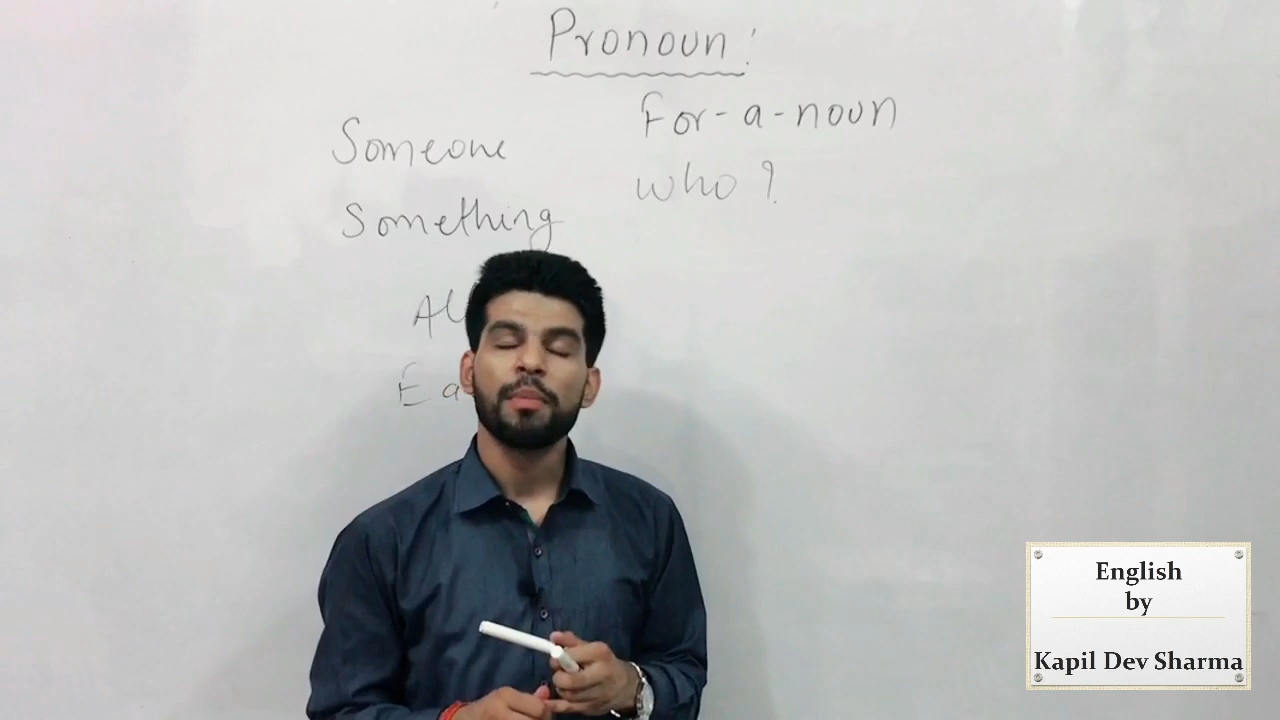 Pronoun:
For-a-noun
Someone
who?
Something
English
by
Kapil Dev Sharma